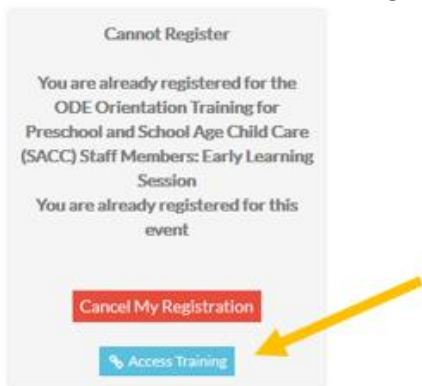 Cannot Register
You are already registered for the
ODE Orientation Training for
Preschool and School Age Child Care
(SACC) Staff Members: Early Learning
Session
You are already registered for this
event
Cancel My Registration
Access Training